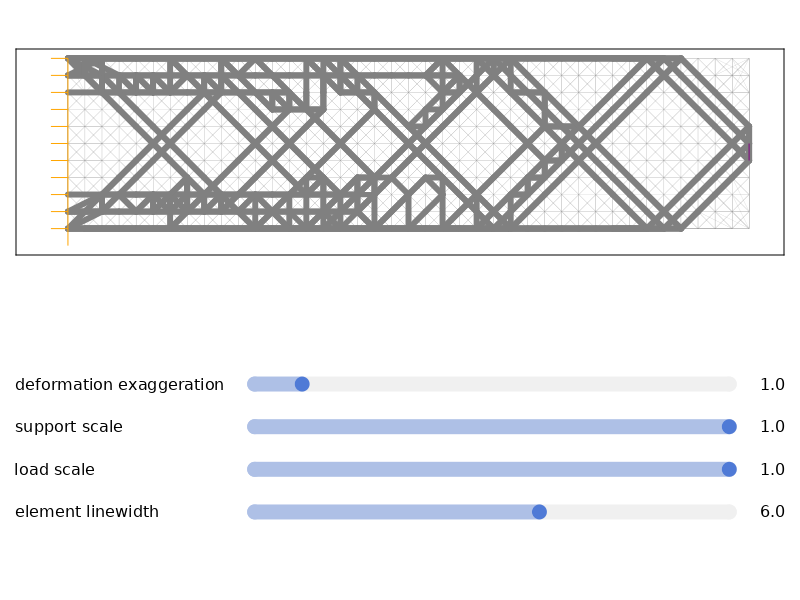 deformation exaggeration 1.0
support scale 1.0
load scale 1.0
element linewidth 6.0